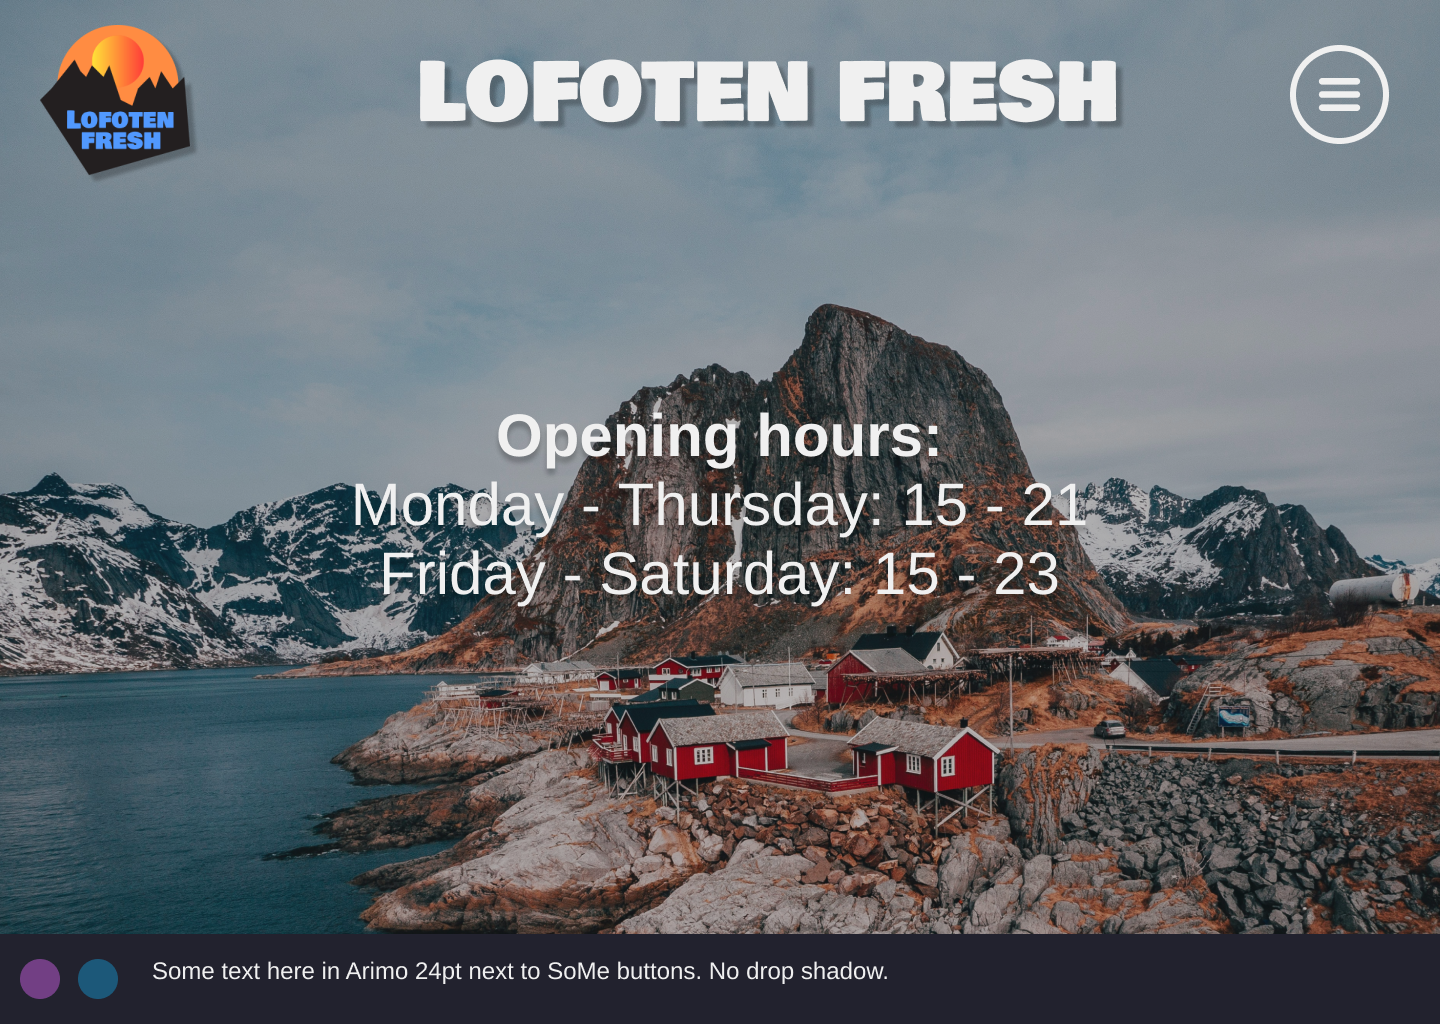 LOFOTEN
FRESH
LOFOTEN FRESH
Opening hours:
Monday - Thursday: 15 - 21
Friday - Saturday: 15 - 23
Some text here in Arimo 24pt next to SoMe buttons. No drop shadow.